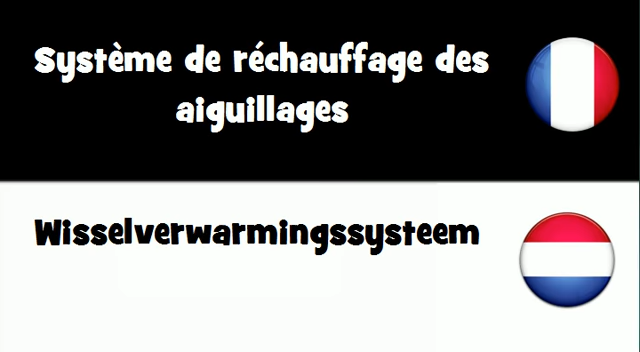 Système de réchauffage des
aiguillages
Wisselverwarmingssysteem